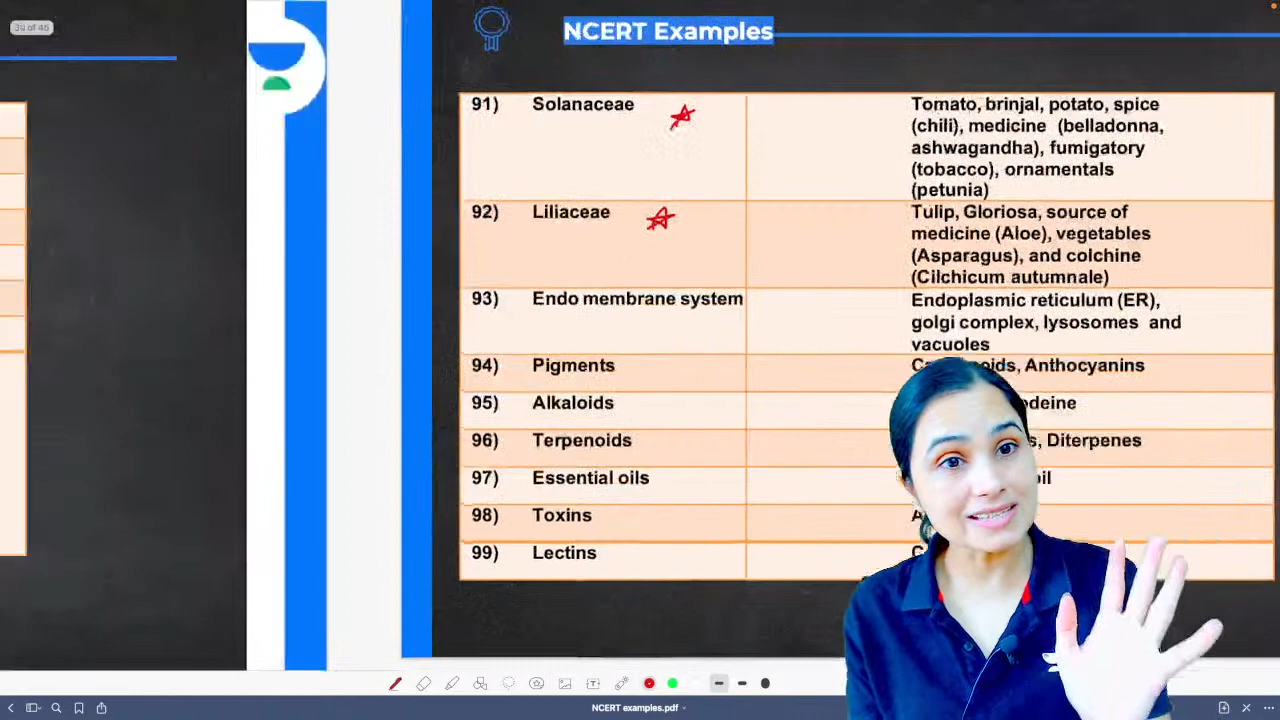 39 of 45
NCERT Examples
91) Solanaceae
Tomato, brinjal, potato, spice
(chili), medicine (belladonna,
ashwagandha), fumigatory
(tobacco), ornamentals
(petunia)
92) Liliaceae
Tulip, Gloriosa, source of
medicine (Aloe), vegetables
(Asparagus), and colchine
(Cilchicum autumnale)
93) Endo membrane system
Endoplasmic reticulum (ER),
golgi complex, lysosomes and
vacuoles
94) Pigments
Anthocyanins
95) Alkaloids
96) Terpenoids
Diterpenes
97) Essential oils
98) Toxins
99) Lectins
NCERT examples.pdf